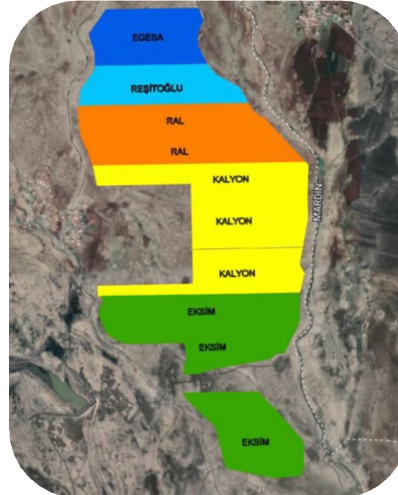 EGESA
REŞİTOĞLU
RAL
RAL
KALYON
KALYON
MARDİN
KALYON
EKSİM
EKSİM
EKSİM